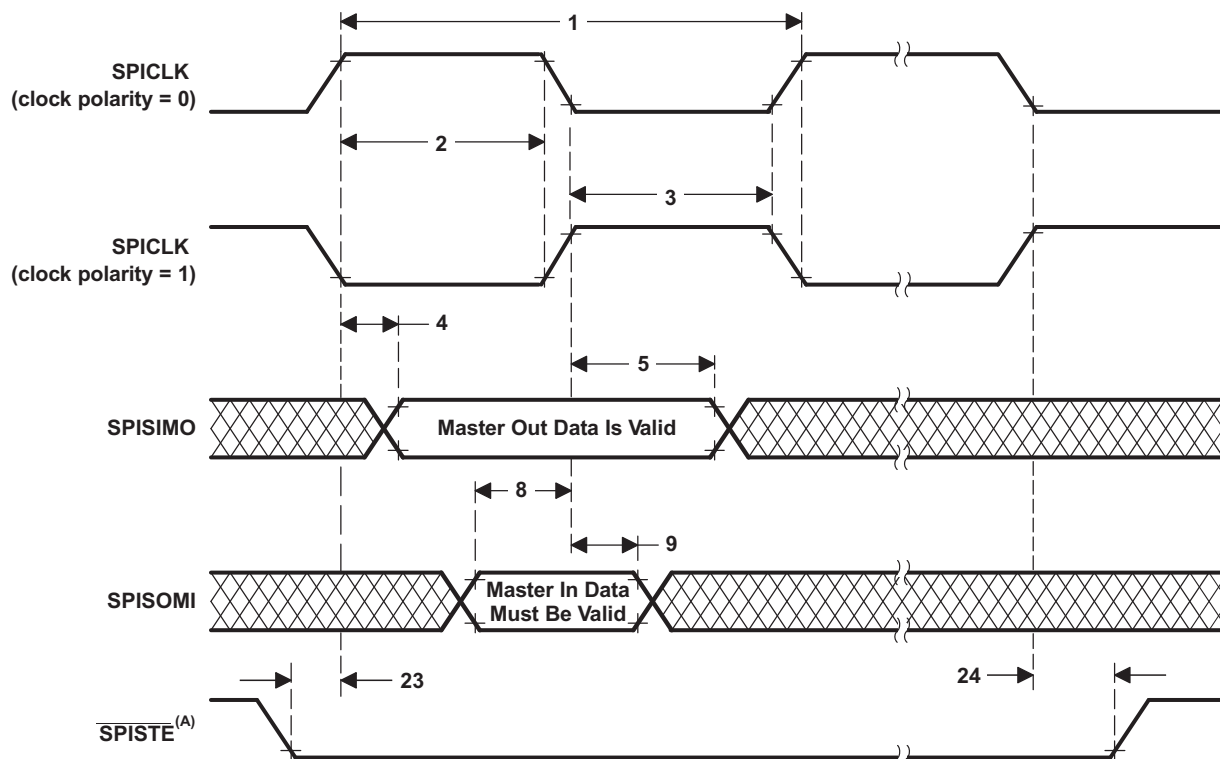 1
SPICLK
(clock polarity = 0)
2
3
SPICLK
(clock polarity = 1)
4
5
SPISIMO
Master Out Data Is Valid
8
9
SPISOMI
Master In Data
Must Be Valid
23
24
SPISTE(A)